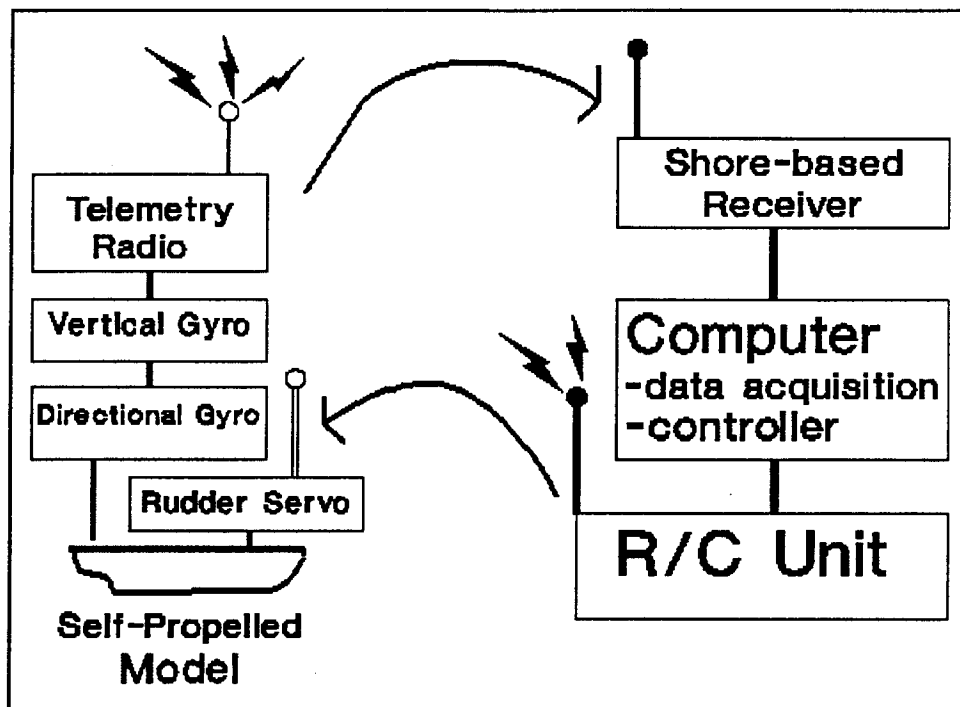 Telemetry
Radio
Vertical Gyro
Directional Gyro
Rudder Servo
Self-Propelled
Model
Shore-based
Receiver
Computer
-data acquisition
-controller
R/C Unit